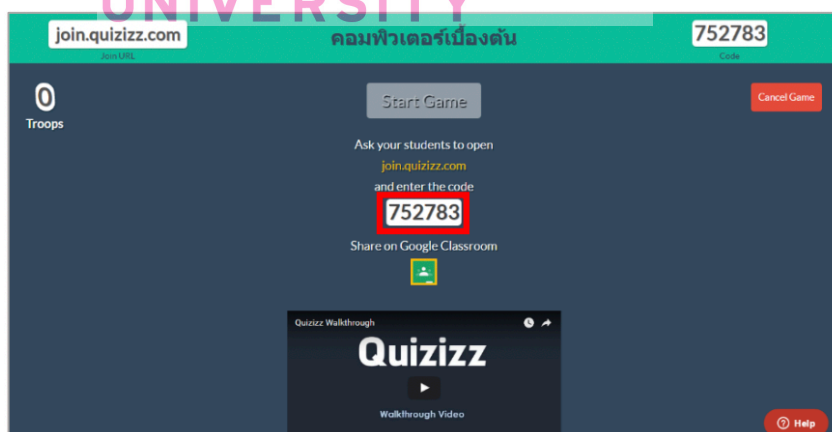 UNIVERSITY
join.quizizz.com
Join URL
คอมพิวเตอร์เบื้องต้น
752783
Code
0
Troops
Start Game
Cancel Game
Ask your students to open
join.quizizz.com
and enter the code
752783
Share on Google Classroom
Quizizz Walkthrough
Quizizz
Walkthrough Video
Help